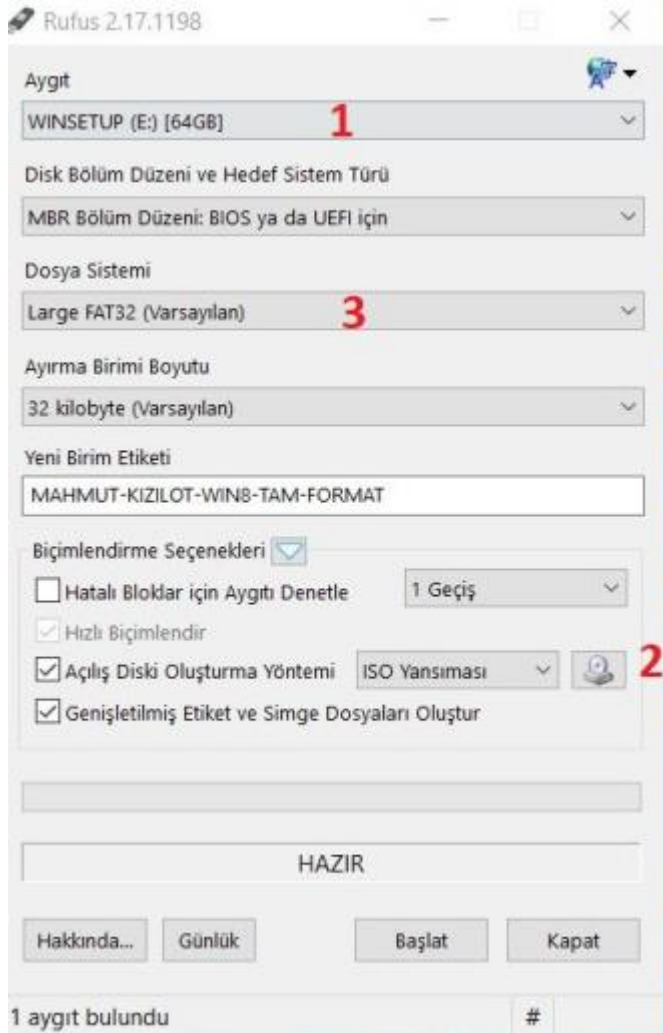 Rufus 2.17.1198
Aygıt
WINSETUP (E:) [64GB] 1
Disk Bölüm Düzeni ve Hedef Sistem Türü
MBR Bölüm Düzeni: BIOS ya da UEFI için
Dosya Sistemi
Large FAT32 (Varsayılan) 3
Ayırma Birimi Boyutu
32 kilobyte (Varsayılan)
Yeni Birim Etiketi
MAHMUT-KIZILOT-WIN8-TAM-FORMAT
Biçimlendirme Seçenekleri
Hatalı Bloklar için Aygıtı Denetle 1 Geçiş
Hızlı Biçimlendir
Açılış Diski Oluşturma Yöntemi ISO Yansıması 2
Genişletilmiş Etiket ve Simge Dosyaları Oluştur
HAZIR
Hakkında... Günlük Başlat Kapat
1 aygıt bulundu #